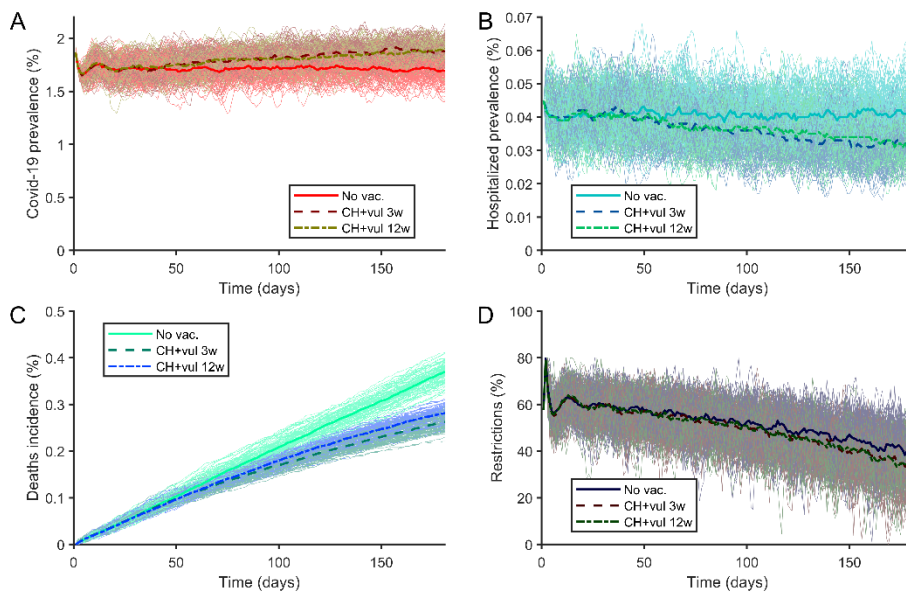 A
Covid-19 prevalence (%)
2
1.5
1
0.5
0
0
50
100
150
Time (days)
No vac.
CH+vul 3w
CH+vul 12w
B
Hospitalized prevalence (%)
0.07
0.06
0.05
0.04
0.03
0.02
0.01
0
0
50
100
150
Time (days)
No vac.
CH+vul 3w
CH+vul 12w
C
Deaths incidence (%)
0.5
0.4
0.3
0.2
0.1
0
0
50
100
150
Time (days)
No vac.
CH+vul 3w
CH+vul 12w
D
Restrictions (%)
100
80
60
40
20
0
0
50
100
150
Time (days)
No vac.
CH+vul 3w
CH+vul 12w